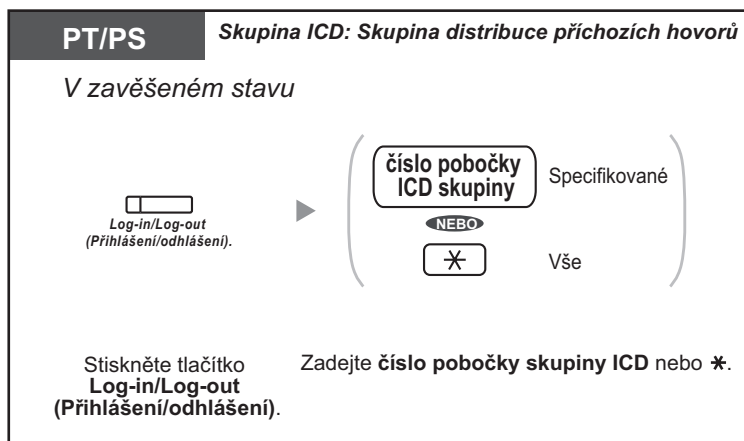 PT/PS
Skupina ICD: Skupina distribuce příchozích hovorů
V zavěšeném stavu
číslo pobočky
ICD skupiny
Specifikované
NEBO
Log-in/Log-out
(Přihlášení/odhlášení).
* Vše
Stiskněte tlačítko
Log-in/Log-out
(Přihlášení/odhlášení).
Zadejte číslo pobočky skupiny ICD nebo *.